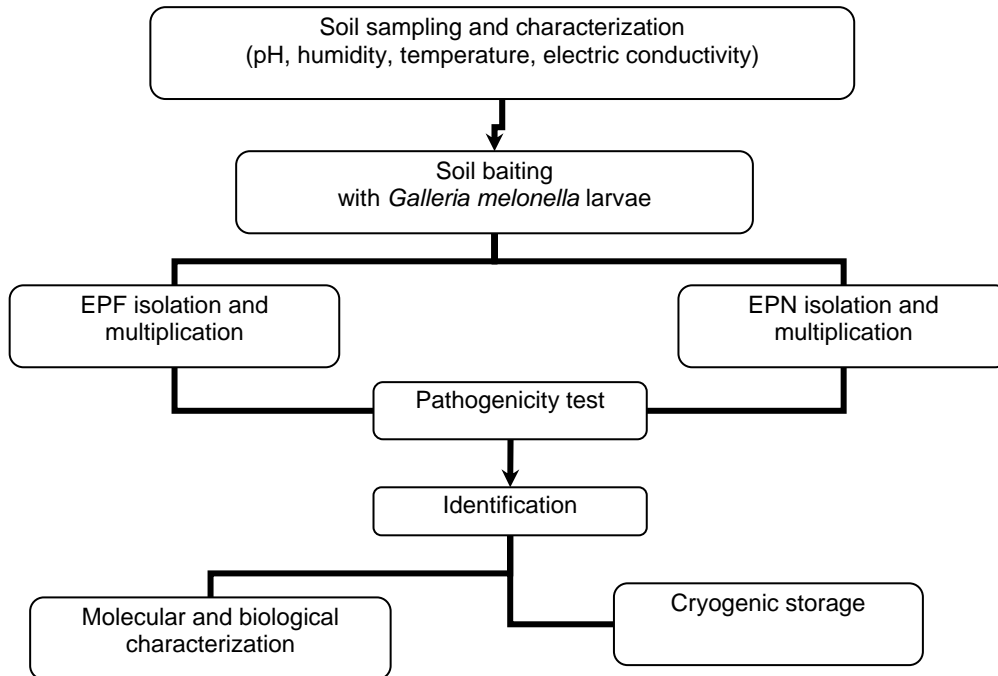 Soil sampling and characterization
(pH, humidity, temperature, electric conductivity)
Soil baiting
with Galleria melonella larvae
EPF isolation and
multiplication
EPN isolation and
multiplication
Pathogenicity test
Identification
Molecular and biological
characterization
Cryogenic storage